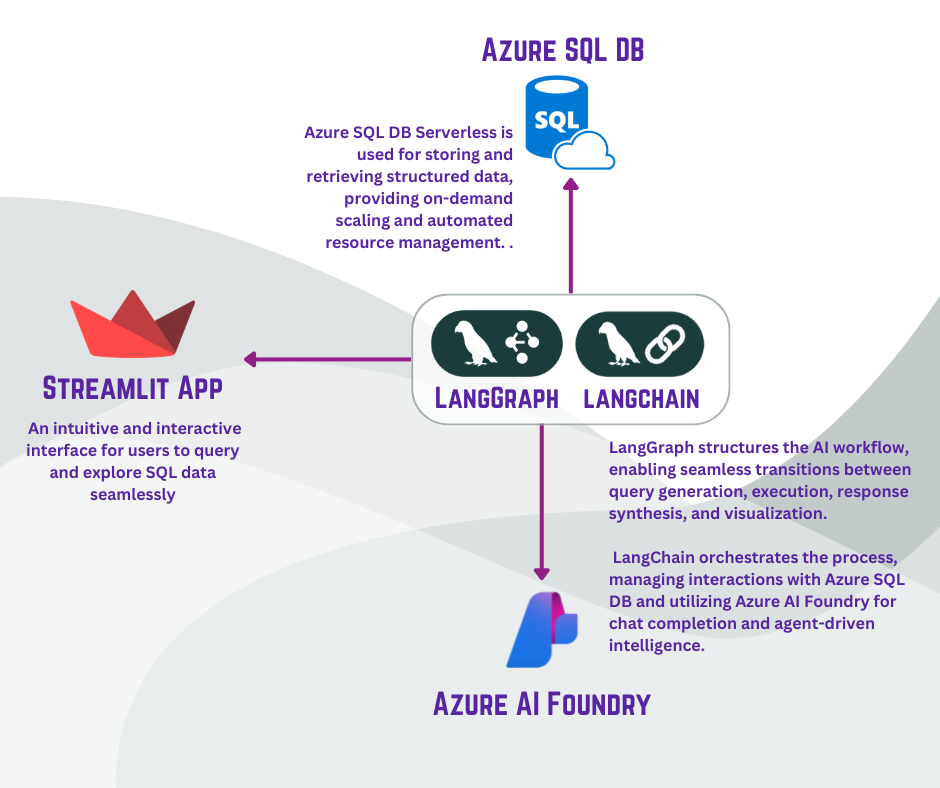 Azure SQL DB
SQL
Azure SQL DB Serverless is
used for storing and
retrieving structured data,
providing on-demand
scaling and automated
resource management. .
Streamlit App
An intuitive and interactive
interface for users to query
and explore SQL data
seamlessly
LangGraph
LangChain
LangGraph structures the AI workflow,
enabling seamless transitions between
query generation, execution, response
synthesis, and visualization.
LangChain orchestrates the process,
managing interactions with Azure SQL
DB and utilizing Azure AI Foundry for
chat completion and agent-driven
intelligence.
Azure AI Foundry